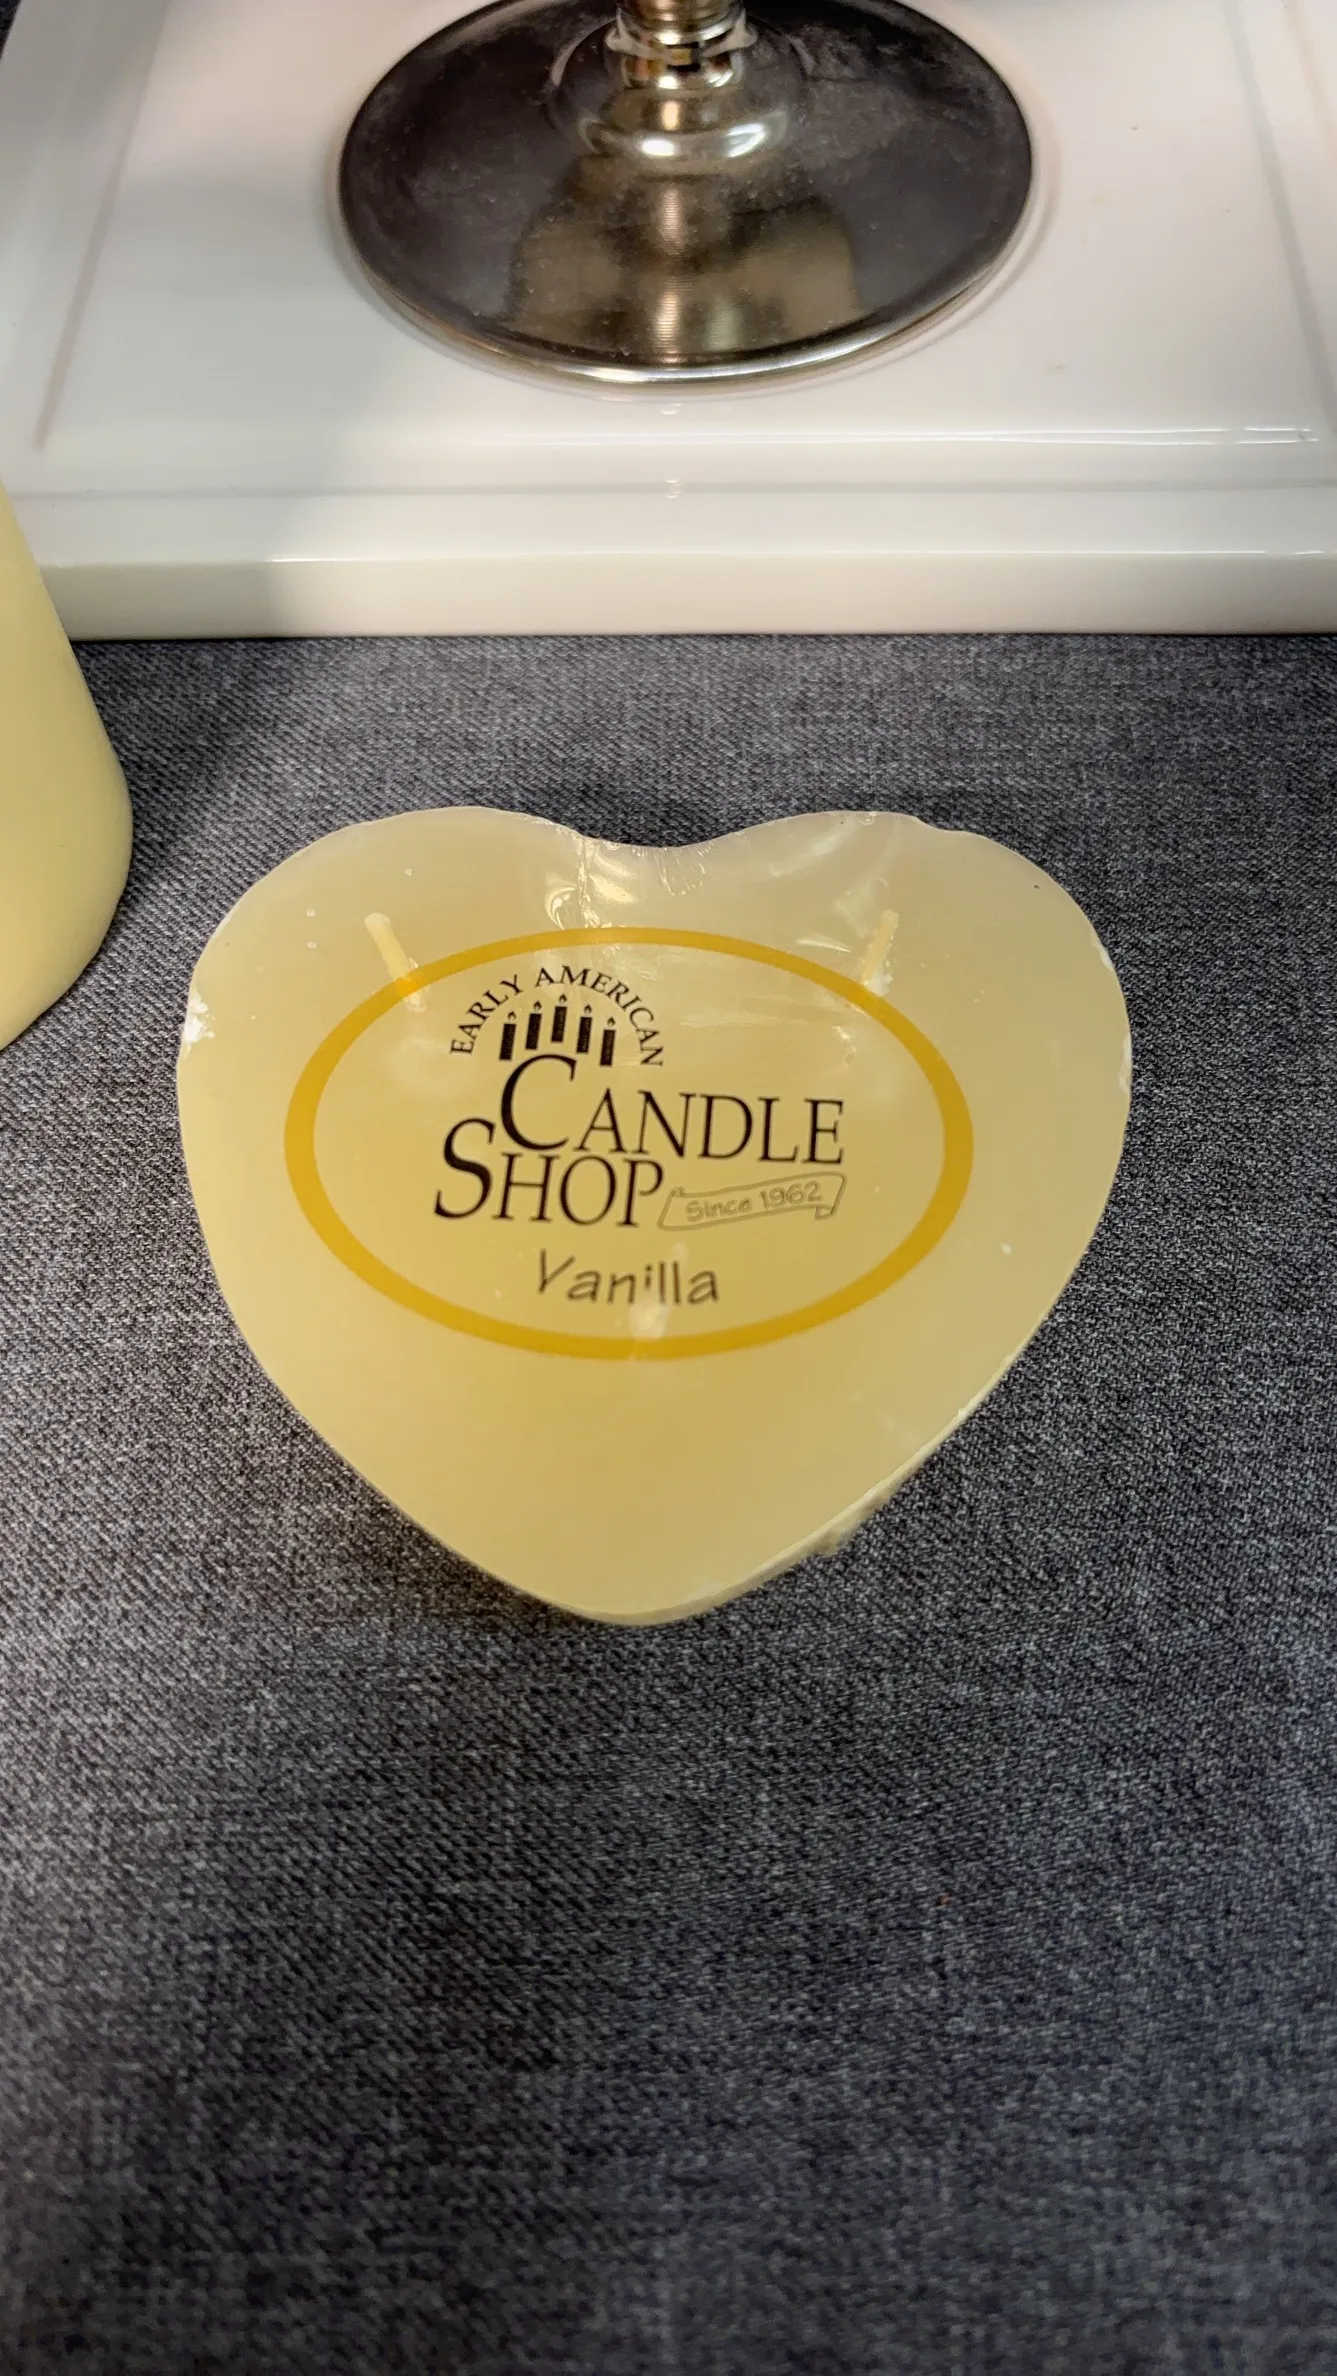 EARLY AMERICAN
CANDLE
SHOP Since 1962
Vanilla